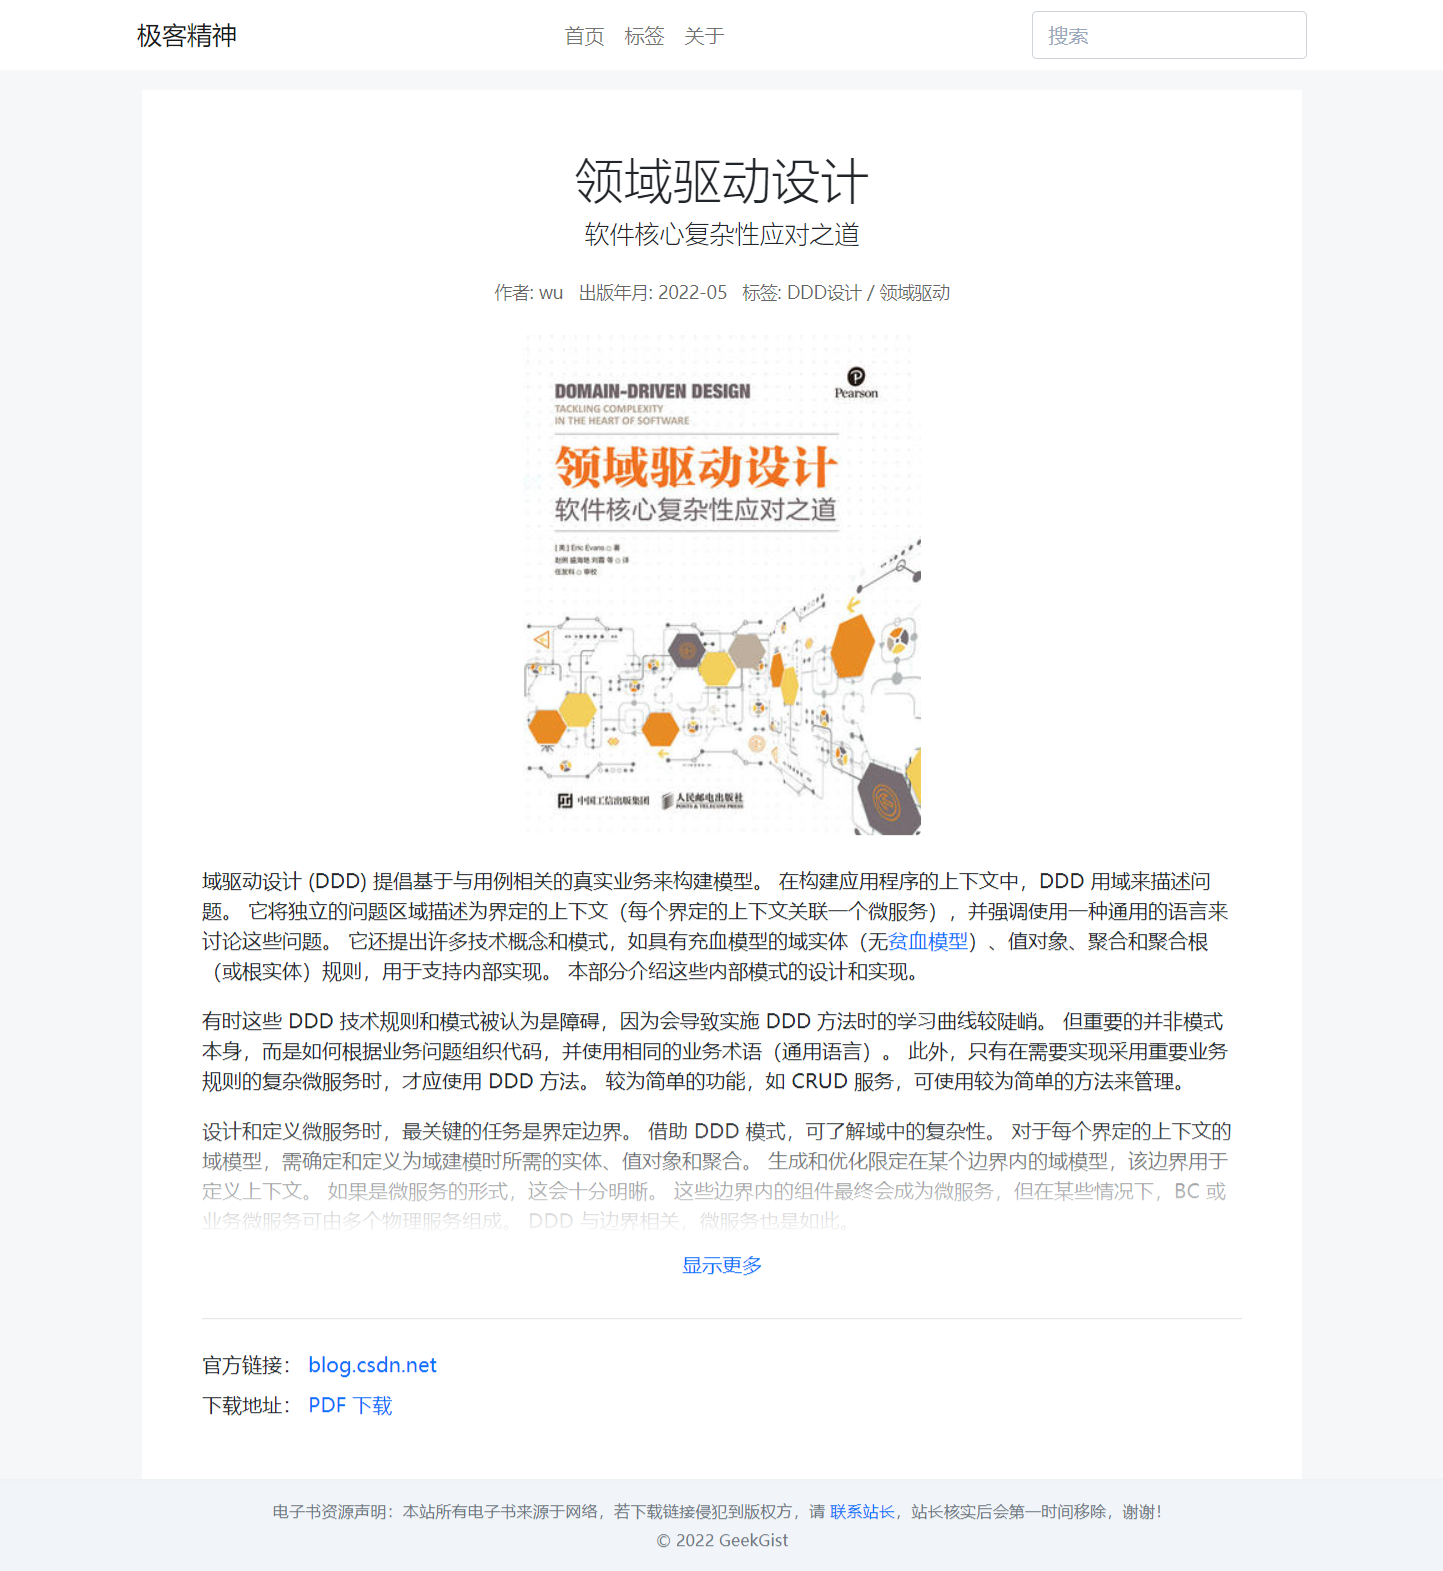 极客精神
首页 标签 关于
搜索
领域驱动设计
软件核心复杂性应对之道
作者: wu 出版年月: 2022-05 标签: DDD设计 / 领域驱动
DOMAIN-DRIVEN DESIGN
TACKLING COMPLEXITY
IN THE HEART OF SOFTWARE
Pearson
领域驱动设计
软件核心复杂性应对之道
[美] Eric Evans ○ 著
赵俐 盛海艳 刘霞 等 ○ 译
任发科 ○ 审校
中国工信出版集团
人民邮电出版社
POSTS & TELECOM PRESS
域驱动设计 (DDD) 提倡基于与用例相关的真实业务来构建模型。 在构建应用程序的上下文中，DDD 用域来描述问
题。 它将独立的问题区域描述为界定的上下文（每个界定的上下文关联一个微服务），并强调使用一种通用的语言来
讨论这些问题。 它还提出许多技术概念和模式，如具有充血模型的域实体（无贫血模型）、值对象、聚合和聚合根
（或根实体）规则，用于支持内部实现。 本部分介绍这些内部模式的设计和实现。
有时这些 DDD 技术规则和模式被认为是障碍，因为会导致实施 DDD 方法时的学习曲线较陡峭。 但重要的并非模式
本身，而是如何根据业务问题组织代码，并使用相同的业务术语（通用语言）。 此外，只有在需要实现采用重要业务
规则的复杂微服务时，才应使用 DDD 方法。 较为简单的功能，如 CRUD 服务，可使用较为简单的方法来管理。
设计和定义微服务时，最关键的任务是界定边界。 借助 DDD 模式，可了解域中的复杂性。 对于每个界定的上下文的
域模型，需确定和定义为域建模时所需的实体、值对象和聚合。 生成和优化限定在某个边界内的域模型，该边界用于
定义上下文。 如果是微服务的形式，这会十分明晰。 这些边界内的组件最终会成为微服务，但在某些情况下，BC 或
业务微服务可由多个物理服务组成。 DDD 与边界相关，微服务也是如此。
显示更多
官方链接： blog.csdn.net
下载地址： PDF 下载
电子书资源声明：本站所有电子书来源于网络，若下载链接侵犯到版权方，请 联系站长，站长核实后会第一时间移除，谢谢！
© 2022 GeekGist